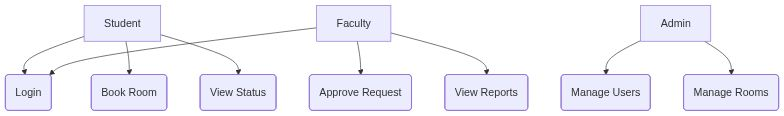 Student
Faculty
Admin
Login
Book Room
View Status
Approve Request
View Reports
Manage Users
Manage Rooms